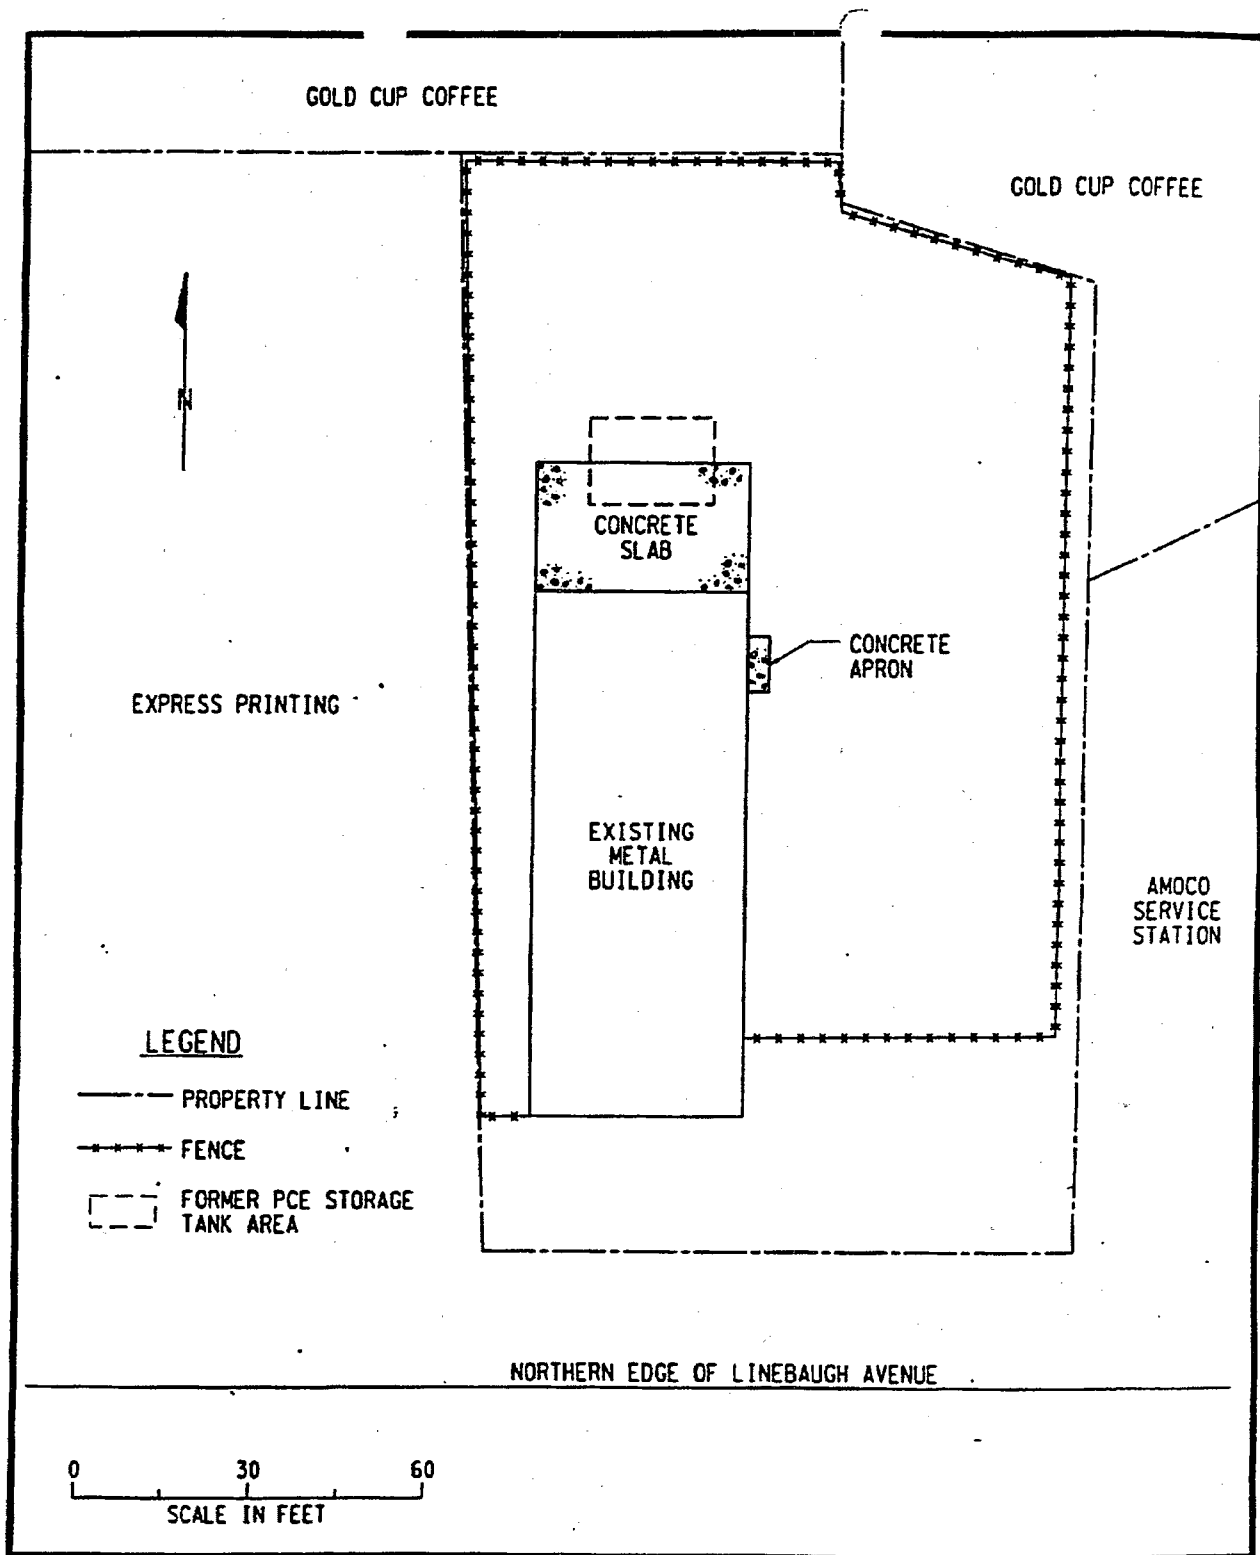 GOLD CUP COFFEE
GOLD CUP COFFEE
N
CONCRETE
SLAB
CONCRETE
APRON
EXPRESS PRINTING
EXISTING
METAL
BUILDING
AMOCO
SERVICE
STATION
LEGEND
PROPERTY LINE
FENCE
FORMER PCE STORAGE
TANK AREA
NORTHERN EDGE OF LINEBAUGH AVENUE
0 30 60
SCALE IN FEET